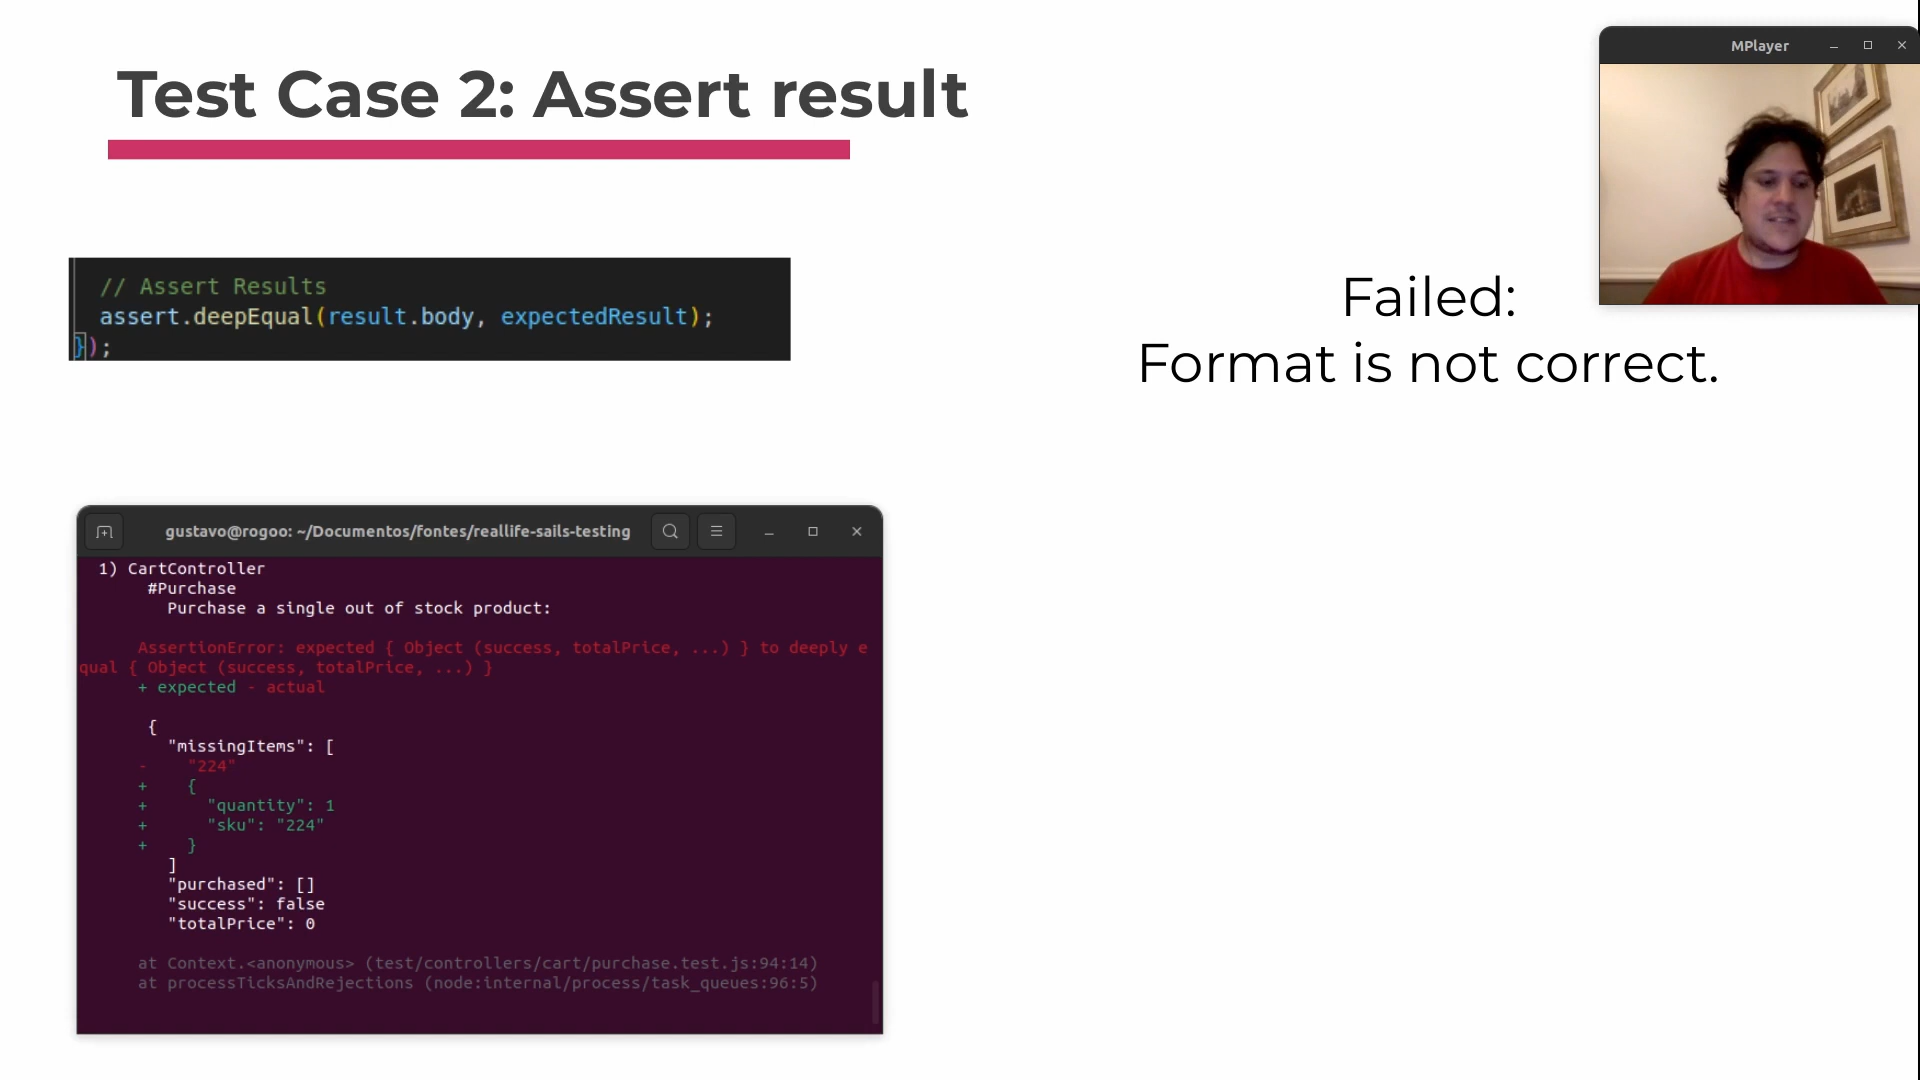 Test Case 2: Assert result
MPlayer
// Assert Results
assert.deepEqual(result.body, expectedResult);
});
Failed:
Format is not correct.
gustavo@rogoo: ~/Documentos/fontes/reallife-sails-testing
1) CartController
#Purchase
Purchase a single out of stock product:
AssertionError: expected { Object (success, totalPrice, ...) } to deeply e
qual { Object (success, totalPrice, ...) }
+ expected - actual
{
"missingItems": [
- "224"
+ {
+ "quantity": 1
+ "sku": "224"
+ }
]
"purchased": []
"success": false
"totalPrice": 0
at Context.<anonymous> (test/controllers/cart/purchase.test.js:94:14)
at processTicksAndRejections (node:internal/process/task_queues:96:5)